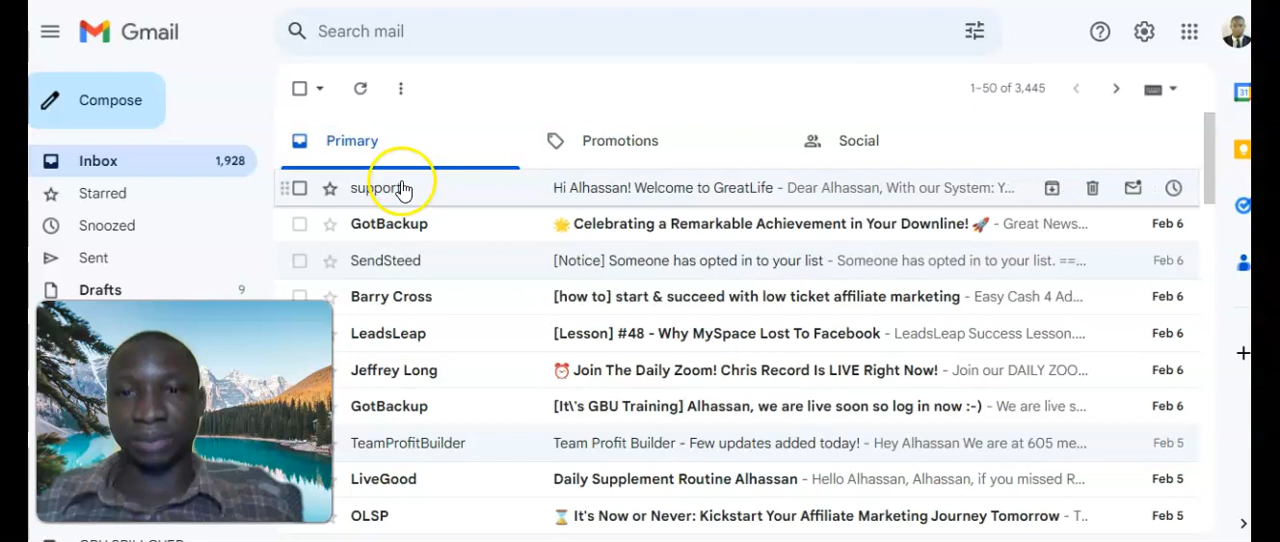 Gmail
Search mail
Compose
1–50 of 3,445
Primary
Promotions
Social
Inbox 1,928
Starred
Snoozed
Sent
Drafts 9
support Hi Alhassan! Welcome to GreatLife - Dear Alhassan, With our System: Y...
GotBackup 🌟 Celebrating a Remarkable Achievement in Your Downline! 🚀 - Great News... Feb 6
SendSteed [Notice] Someone has opted in to your list - Someone has opted in to your list. ==... Feb 6
Barry Cross [how to] start & succeed with low ticket affiliate marketing - Easy Cash 4 Ad... Feb 6
LeadsLeap [Lesson] #48 - Why MySpace Lost To Facebook - LeadsLeap Success Lesson.... Feb 6
Jeffrey Long ⏰ Join The Daily Zoom! Chris Record Is LIVE Right Now! - Join our DAILY ZOO... Feb 6
GotBackup [It\'s GBU Training] Alhassan, we are live soon so log in now :-) - We are live s... Feb 6
TeamProfitBuilder Team Profit Builder - Few updates added today! - Hey Alhassan We are at 605 me... Feb 5
LiveGood Daily Supplement Routine Alhassan - Hello Alhassan, Alhassan, if you missed R... Feb 5
OLSP ⌛ It's Now or Never: Kickstart Your Affiliate Marketing Journey Tomorrow - T... Feb 5
31